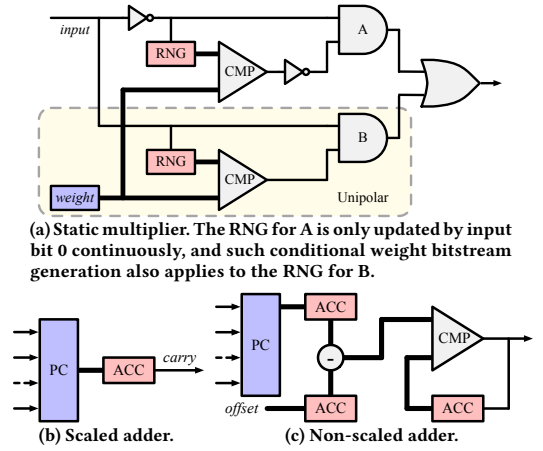 input
A
RNG
CMP
B
RNG
CMP
weight
Unipolar
(a) Static multiplier. The RNG for A is only updated by input
bit 0 continuously, and such conditional weight bitstream
generation also applies to the RNG for B.
PC
ACC
carry
(b) Scaled adder.
PC
ACC
-
CMP
offset
ACC
ACC
(c) Non-scaled adder.